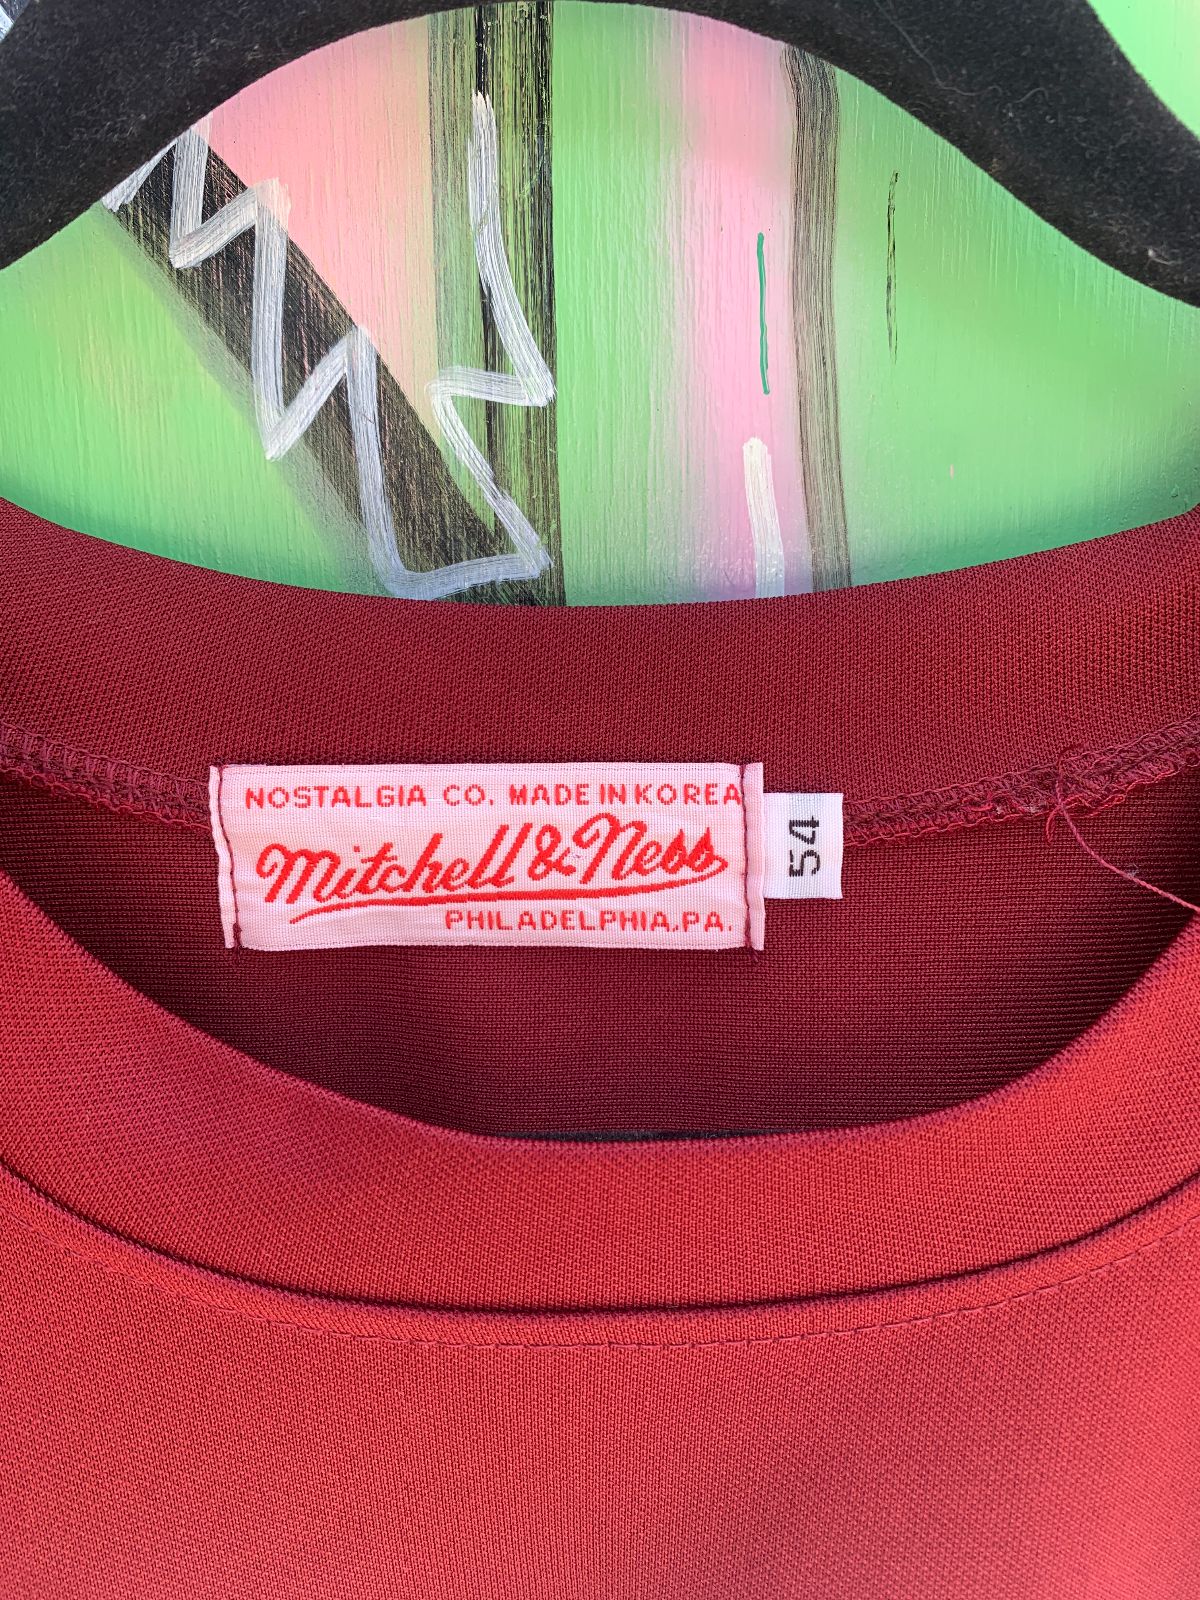 NOSTALGIA CO. MADE IN KOREA
Mitchell & Ness
PHILADELPHIA, PA.
54